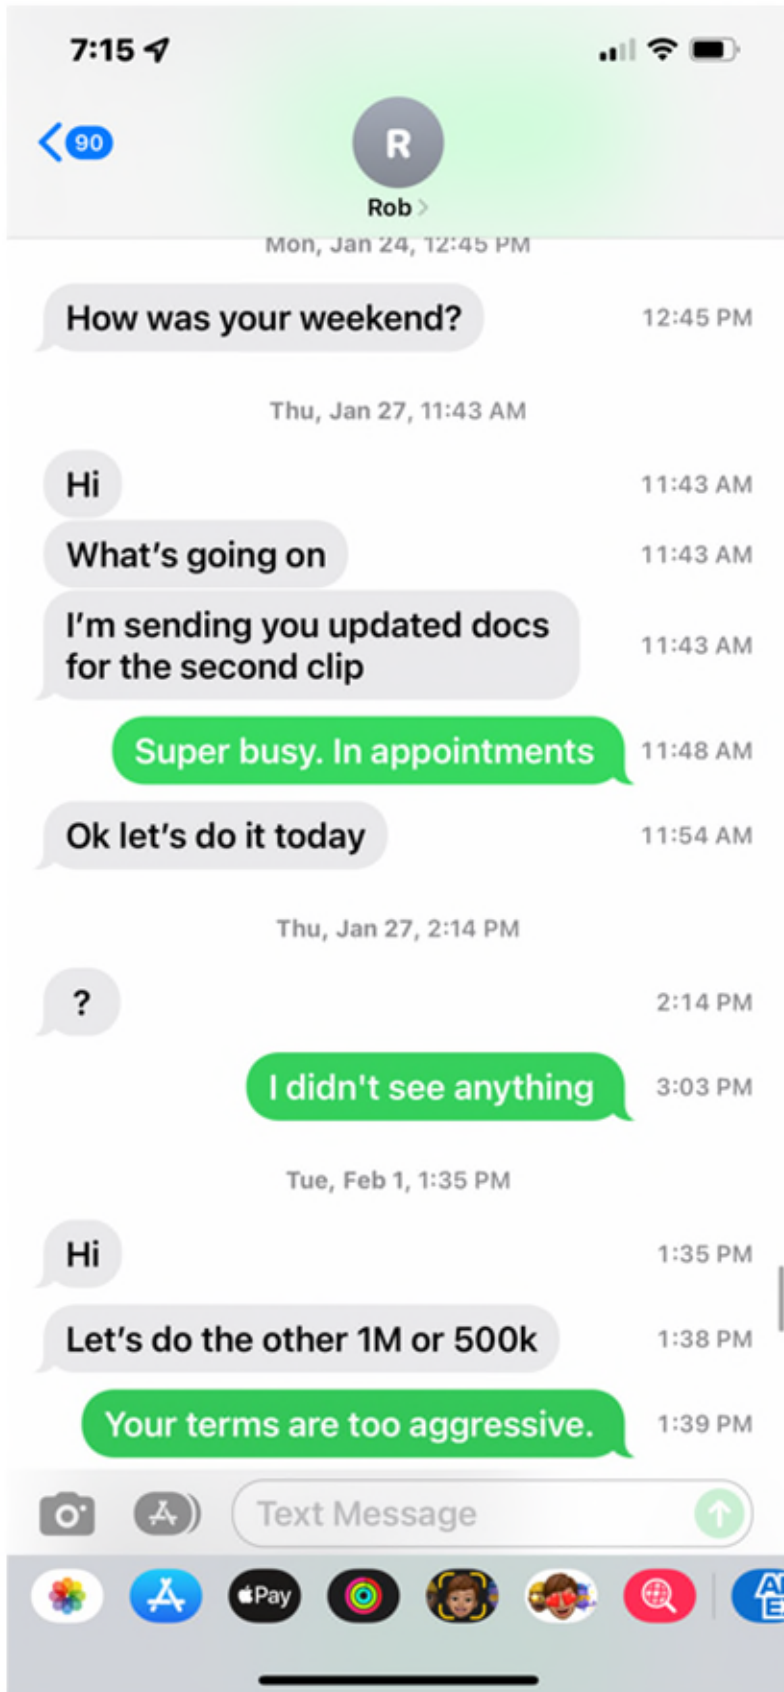 7:15
90
R
Rob
Mon, Jan 24, 12:45 PM
How was your weekend?
12:45 PM
Thu, Jan 27, 11:43 AM
Hi
11:43 AM
What's going on
11:43 AM
I'm sending you updated docs
for the second clip
11:43 AM
Super busy. In appointments
11:48 AM
Ok let's do it today
11:54 AM
Thu, Jan 27, 2:14 PM
?
2:14 PM
I didn't see anything
3:03 PM
Tue, Feb 1, 1:35 PM
Hi
1:35 PM
Let's do the other 1M or 500k
1:38 PM
Your terms are too aggressive.
1:39 PM
Text Message
Pay